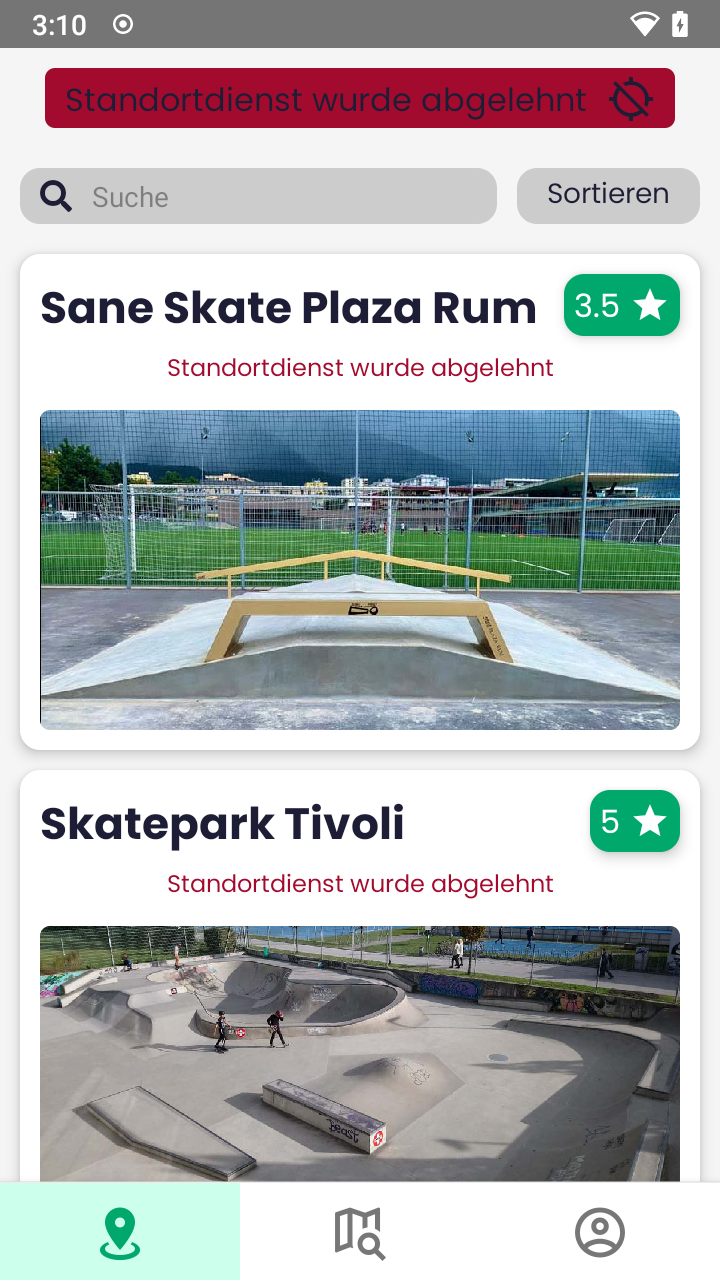 3:10
Standortdienst wurde abgelehnt
Suche
Sortieren
Sane Skate Plaza Rum
3.5
Standortdienst wurde abgelehnt
Skatepark Tivoli
5
Standortdienst wurde abgelehnt
Beast